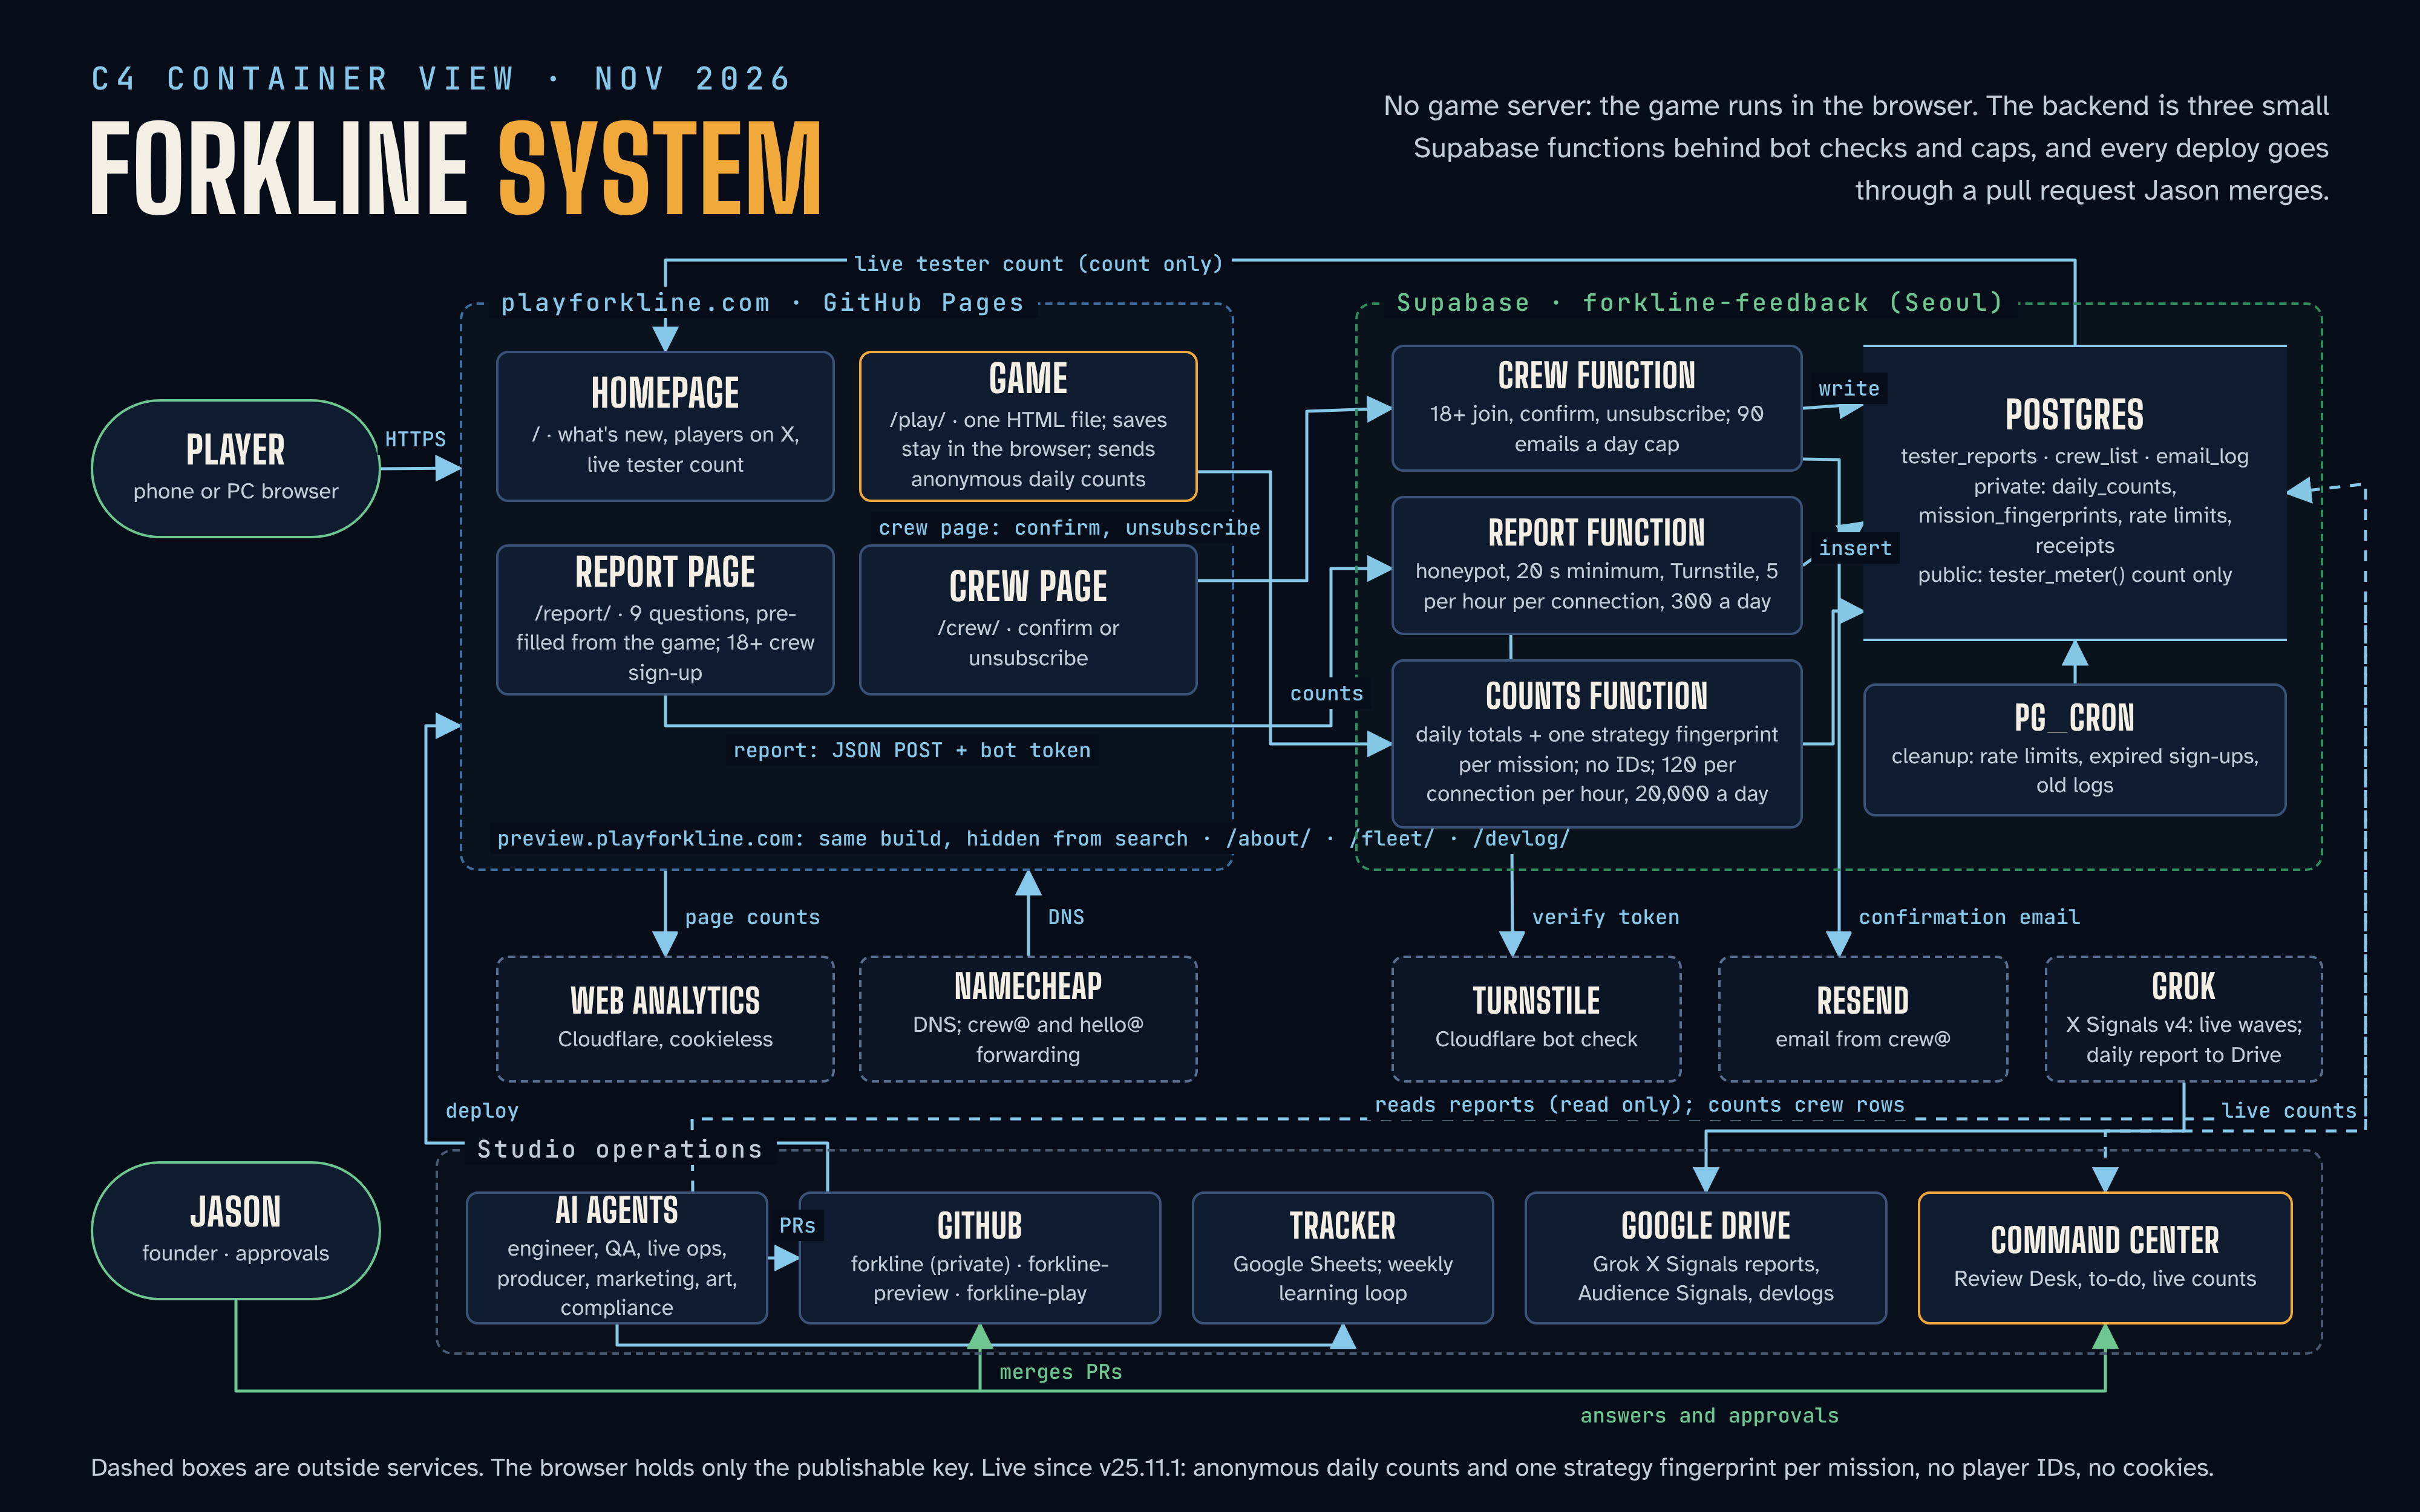 C4 CONTAINER VIEW · NOV 2026
FORKLINE SYSTEM
No game server: the game runs in the browser. The backend is three small
Supabase functions behind bot checks and caps, and every deploy goes
through a pull request Jason merges.
live tester count (count only)
playforkline.com · GitHub Pages
Supabase · forkline-feedback (Seoul)
PLAYER
phone or PC browser
HTTPS
HOMEPAGE
/ · what's new, players on X,
live tester count
GAME
/play/ · one HTML file; saves
stay in the browser; sends
anonymous daily counts
crew page: confirm, unsubscribe
REPORT PAGE
/report/ · 9 questions, pre-
filled from the game; 18+ crew
sign-up
CREW PAGE
/crew/ · confirm or
unsubscribe
counts
report: JSON POST + bot token
preview.playforkline.com: same build, hidden from search · /about/ · /fleet/ · /devlog/
CREW FUNCTION
18+ join, confirm, unsubscribe; 90
emails a day cap
write
REPORT FUNCTION
honeypot, 20 s minimum, Turnstile, 5
per hour per connection, 300 a day
insert
COUNTS FUNCTION
daily totals + one strategy fingerprint
per mission; no IDs; 120 per
connection per hour, 20,000 a day
POSTGRES
tester_reports · crew_list · email_log
private: daily_counts,
mission_fingerprints, rate limits,
receipts
public: tester_meter() count only
PG_CRON
cleanup: rate limits, expired sign-ups,
old logs
page counts
DNS
verify token
confirmation email
WEB ANALYTICS
Cloudflare, cookieless
NAMECHEAP
DNS; crew@ and hello@
forwarding
TURNSTILE
Cloudflare bot check
RESEND
email from crew@
GROK
X Signals v4: live waves;
daily report to Drive
deploy
reads reports (read only); counts crew rows
live counts
Studio operations
JASON
founder · approvals
AI AGENTS
engineer, QA, live ops,
producer, marketing, art,
compliance
PRs
GITHUB
forkline (private) · forkline-
preview · forkline-play
TRACKER
Google Sheets; weekly
learning loop
GOOGLE DRIVE
Grok X Signals reports,
Audience Signals, devlogs
COMMAND CENTER
Review Desk, to-do, live counts
merges PRs
answers and approvals
Dashed boxes are outside services. The browser holds only the publishable key. Live since v25.11.1: anonymous daily counts and one strategy fingerprint per mission, no player IDs, no cookies.